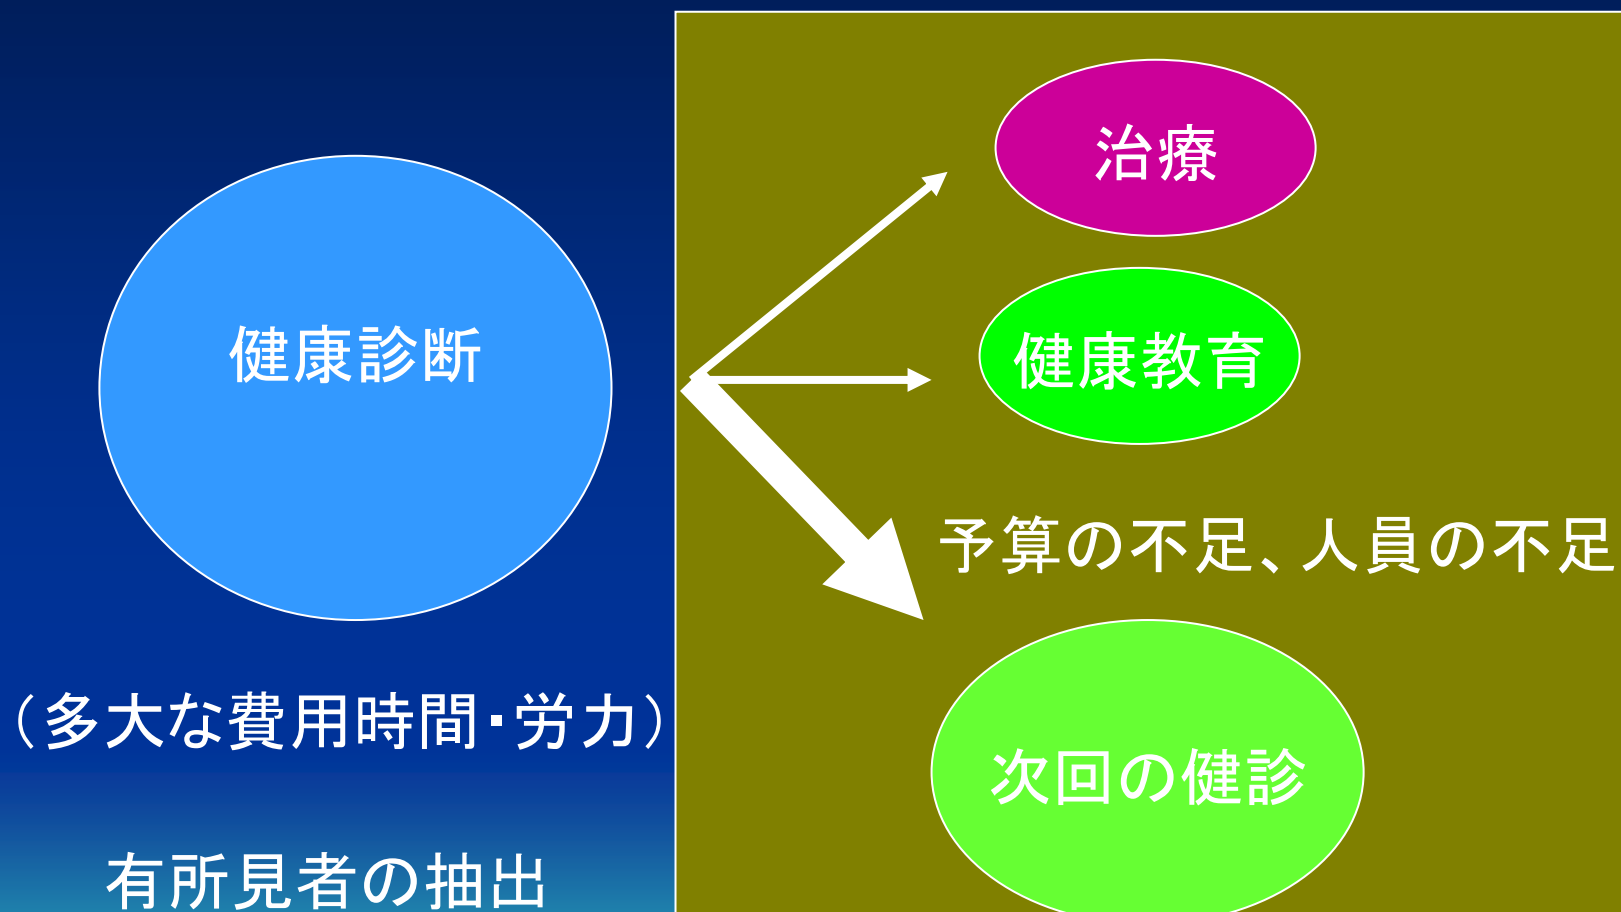 健康診断
（多大な費用時間・労力）
有所見者の抽出
治療
健康教育
予算の不足、人員の不足
次回の健診